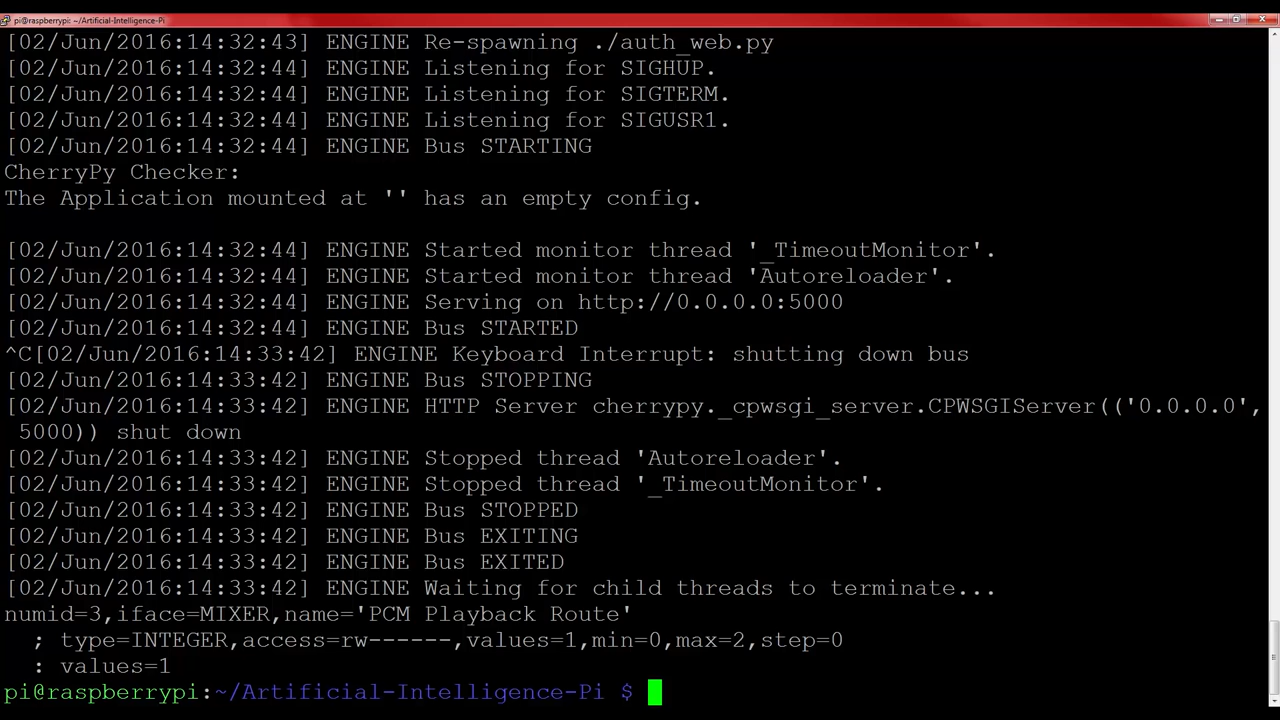 pi@raspberrypi: ~/Artificial-Intelligence-Pi
[02/Jun/2016:14:32:43] ENGINE Re-spawning ./auth_web.py
[02/Jun/2016:14:32:44] ENGINE Listening for SIGHUP.
[02/Jun/2016:14:32:44] ENGINE Listening for SIGTERM.
[02/Jun/2016:14:32:44] ENGINE Listening for SIGUSR1.
[02/Jun/2016:14:32:44] ENGINE Bus STARTING
CherryPy Checker:
The Application mounted at '' has an empty config.
[02/Jun/2016:14:32:44] ENGINE Started monitor thread '_TimeoutMonitor'.
[02/Jun/2016:14:32:44] ENGINE Started monitor thread 'Autoreloader'.
[02/Jun/2016:14:32:44] ENGINE Serving on http://0.0.0.0:5000
[02/Jun/2016:14:32:44] ENGINE Bus STARTED
^C[02/Jun/2016:14:33:42] ENGINE Keyboard Interrupt: shutting down bus
[02/Jun/2016:14:33:42] ENGINE Bus STOPPING
[02/Jun/2016:14:33:42] ENGINE HTTP Server cherrypy._cpwsgi_server.CPWSGIServer(('0.0.0.0',
5000)) shut down
[02/Jun/2016:14:33:42] ENGINE Stopped thread 'Autoreloader'.
[02/Jun/2016:14:33:42] ENGINE Stopped thread '_TimeoutMonitor'.
[02/Jun/2016:14:33:42] ENGINE Bus STOPPED
[02/Jun/2016:14:33:42] ENGINE Bus EXITING
[02/Jun/2016:14:33:42] ENGINE Bus EXITED
[02/Jun/2016:14:33:42] ENGINE Waiting for child threads to terminate...
numid=3,iface=MIXER,name='PCM Playback Route'
; type=INTEGER,access=rw------,values=1,min=0,max=2,step=0
: values=1
pi@raspberrypi:~/Artificial-Intelligence-Pi $